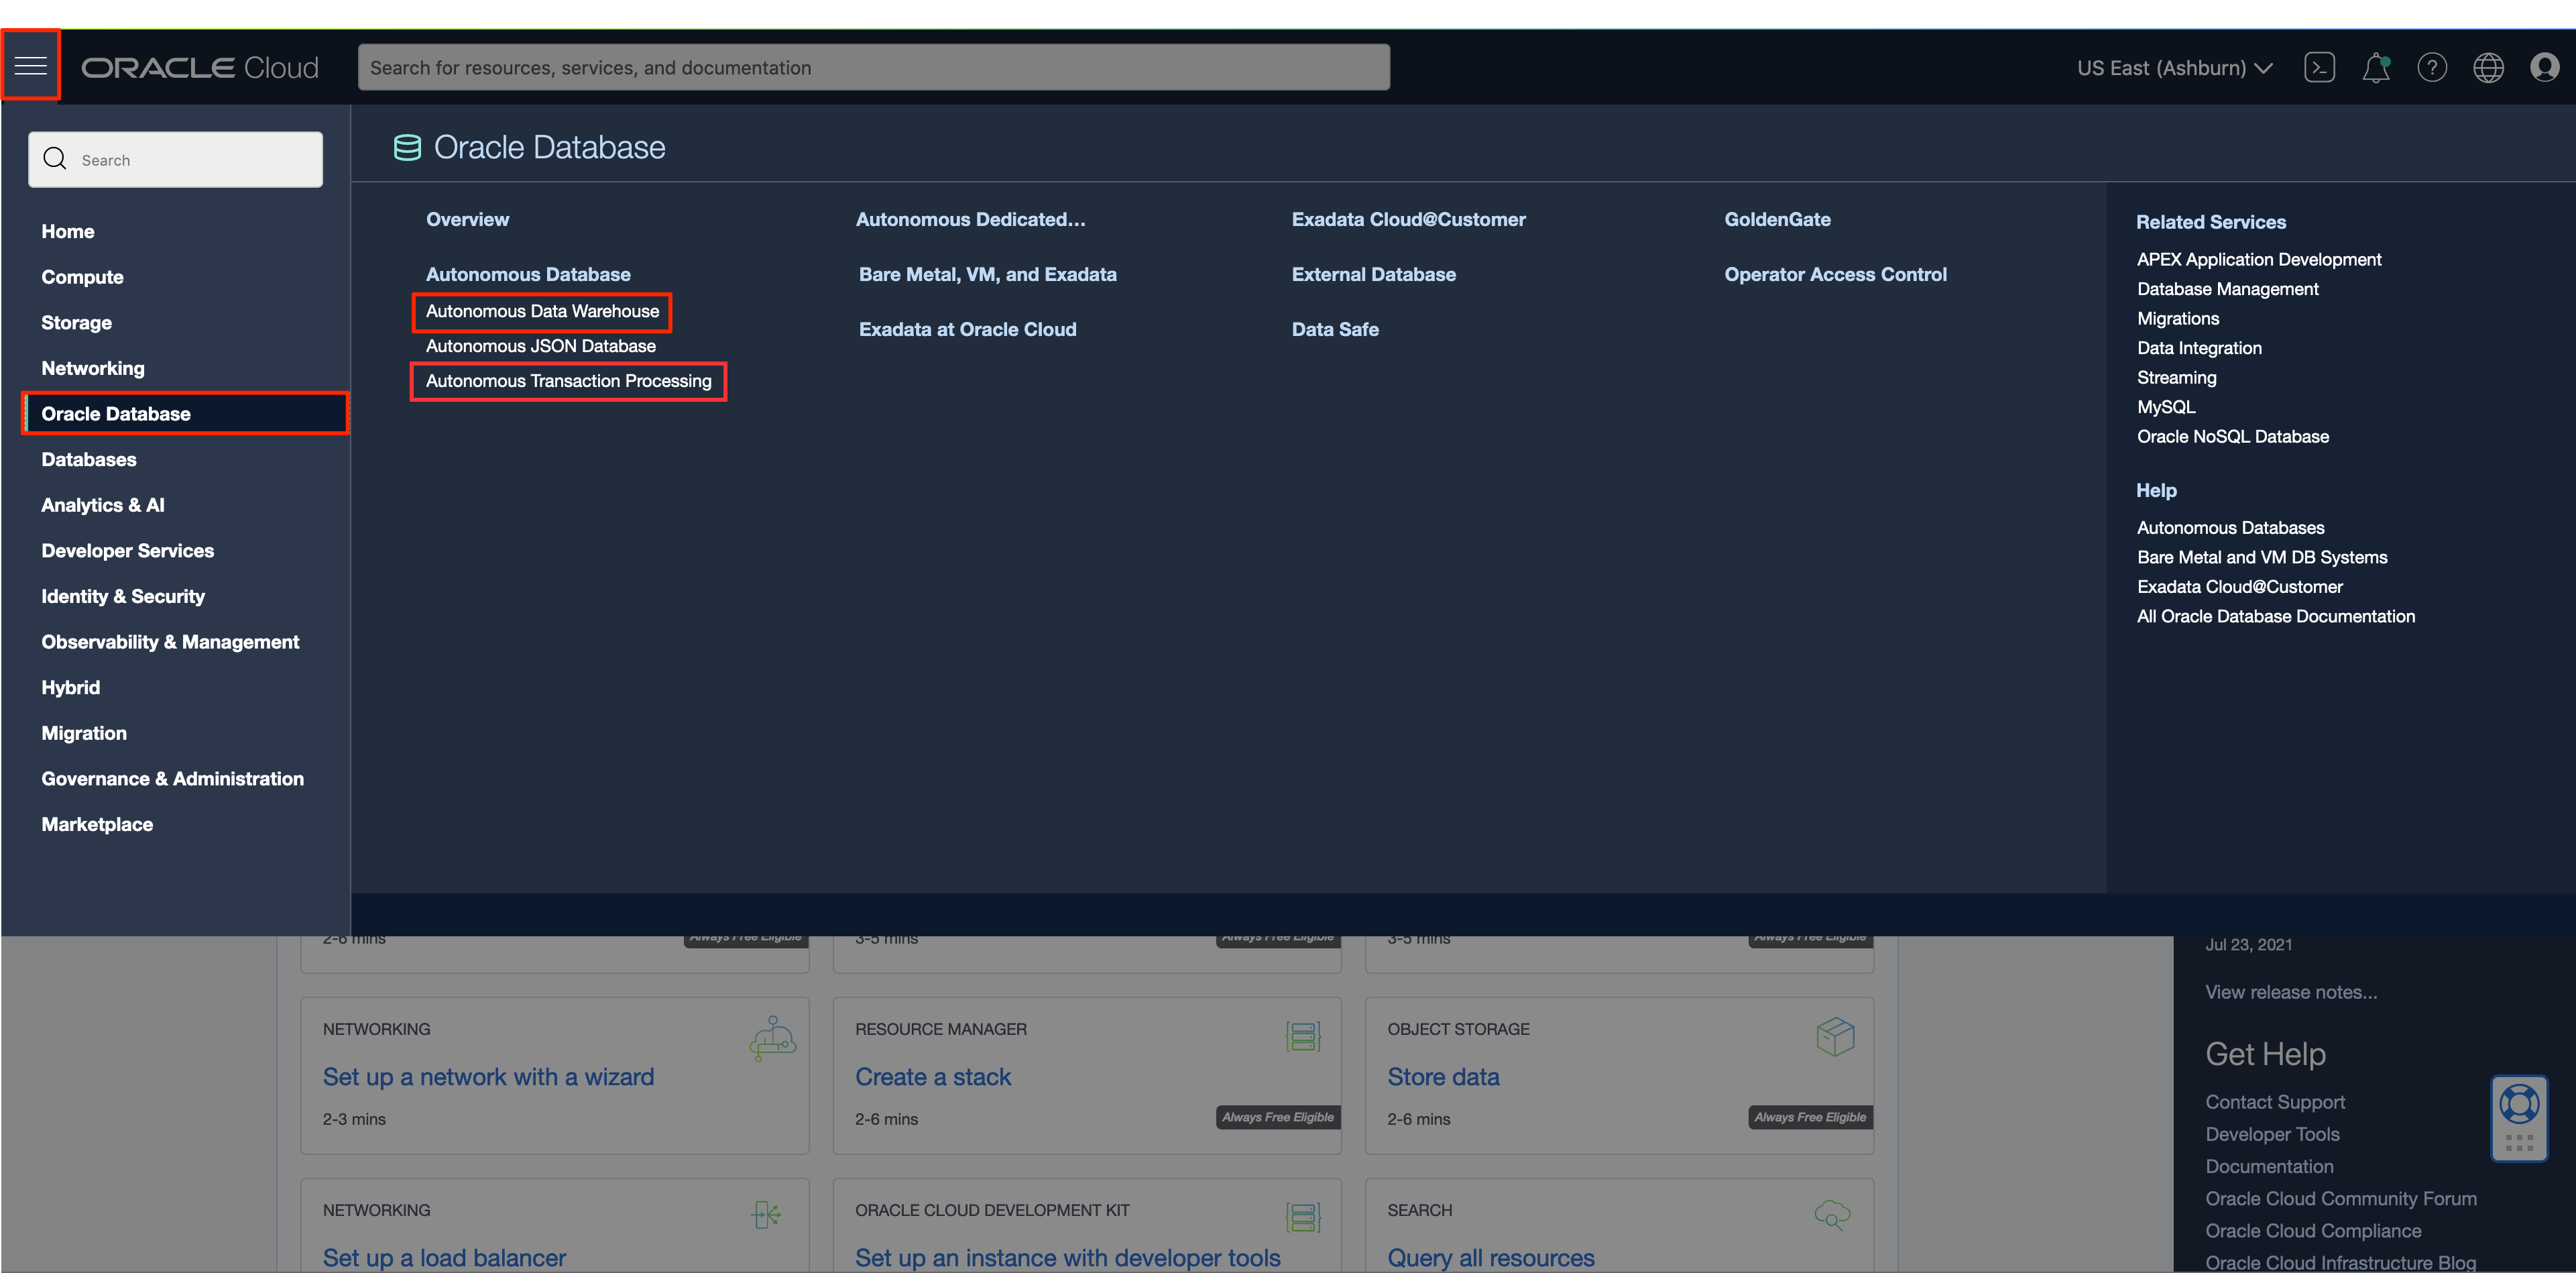 ORACLE Cloud
Search for resources, services, and documentation
US East (Ashburn)
Search
Home
Compute
Storage
Networking
Oracle Database
Databases
Analytics & AI
Developer Services
Identity & Security
Observability & Management
Hybrid
Migration
Governance & Administration
Marketplace
Oracle Database
Overview
Autonomous Database
Autonomous Data Warehouse
Autonomous JSON Database
Autonomous Transaction Processing
Autonomous Dedicated...
Bare Metal, VM, and Exadata
Exadata at Oracle Cloud
Exadata Cloud@Customer
External Database
Data Safe
GoldenGate
Operator Access Control
Related Services
APEX Application Development
Database Management
Migrations
Data Integration
Streaming
MySQL
Oracle NoSQL Database
Help
Autonomous Databases
Bare Metal and VM DB Systems
Exadata Cloud@Customer
All Oracle Database Documentation
2-6 mins
Always Free Eligible
3-5 mins
Always Free Eligible
3-5 mins
Always Free Eligible
NETWORKING
Set up a network with a wizard
2-3 mins
RESOURCE MANAGER
Create a stack
2-6 mins
Always Free Eligible
OBJECT STORAGE
Store data
2-6 mins
Always Free Eligible
NETWORKING
Set up a load balancer
ORACLE CLOUD DEVELOPMENT KIT
Set up an instance with developer tools
SEARCH
Query all resources
Jul 23, 2021
View release notes...
Get Help
Contact Support
Developer Tools
Documentation
Oracle Cloud Community Forum
Oracle Cloud Compliance
Oracle Cloud Infrastructure Blog